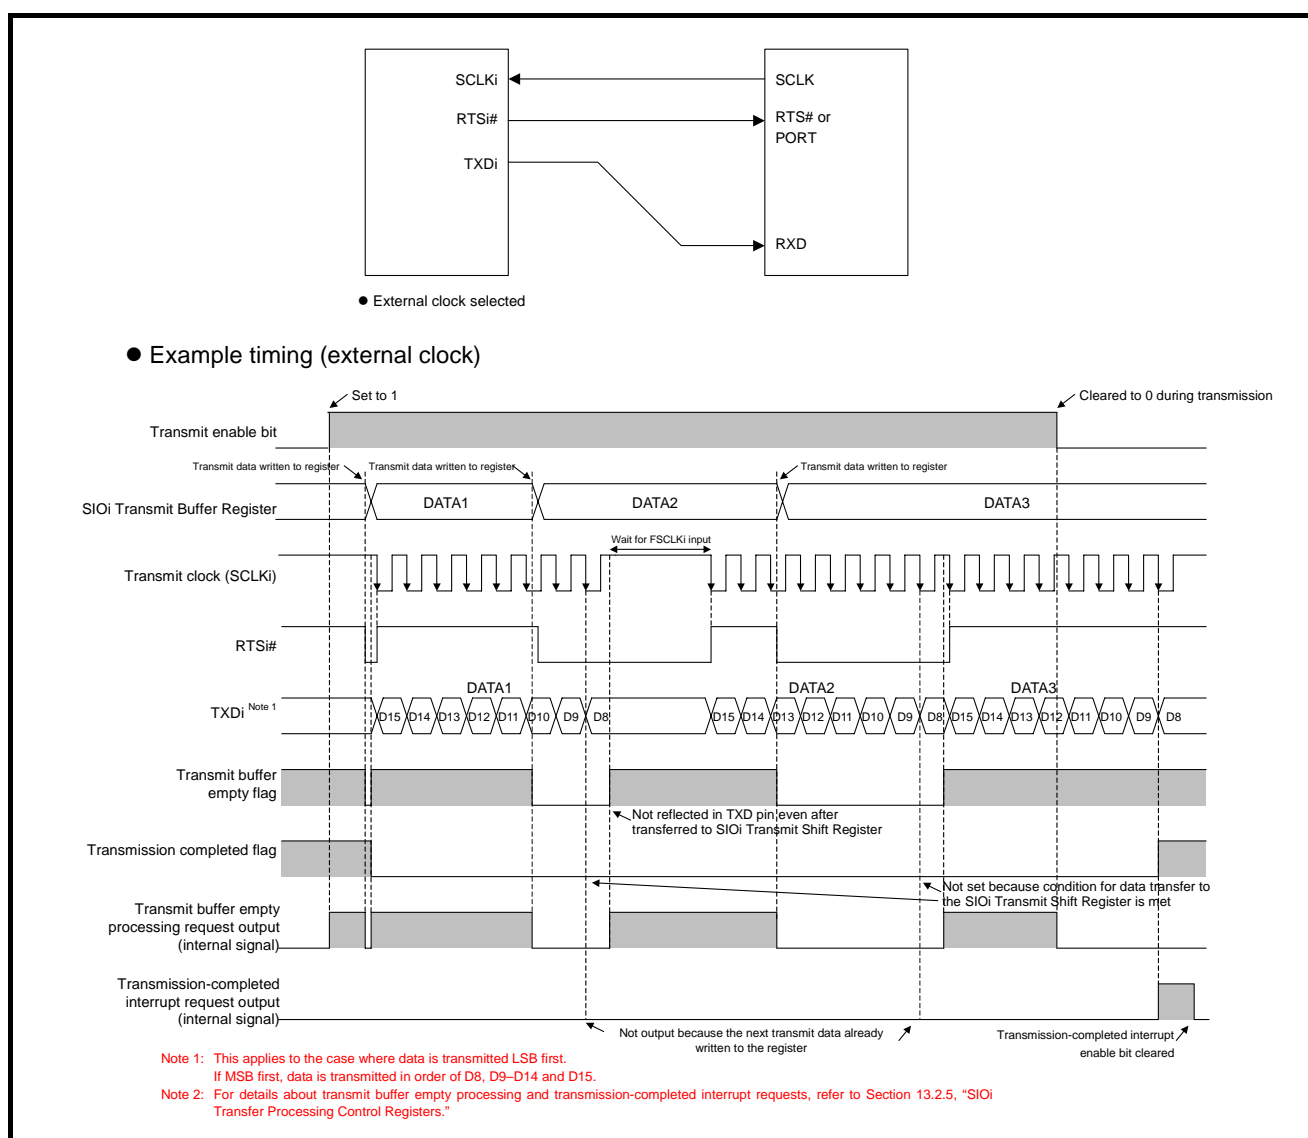 SCLKi
SCLK
RTSi#
RTS# or
PORT
TXDi
RXD
● External clock selected
● Example timing (external clock)
Set to 1
Cleared to 0 during transmission
Transmit enable bit
Transmit data written to register
Transmit data written to register
Transmit data written to register
SIOi Transmit Buffer Register
DATA1
DATA2
DATA3
Wait for FSCLKi input
Transmit clock (SCLKi)
RTSi#
DATA1
DATA2
DATA3
TXDi Note 1
D15 D14 D13 D12 D11 D10 D9 D8 D15 D14 D13 D12 D11 D10 D9 D8 D15 D14 D13 D12 D11 D10 D9 D8
Transmit buffer
empty flag
Not reflected in TXD pin even after
transferred to SIOi Transmit Shift Register
Transmission completed flag
Not set because condition for data transfer to
the SIOi Transmit Shift Register is met
Transmit buffer empty
processing request output
(internal signal)
Transmission-completed
interrupt request output
(internal signal)
Not output because the next transmit data already
written to the register
Transmission-completed interrupt
enable bit cleared
Note 1: This applies to the case where data is transmitted LSB first.
If MSB first, data is transmitted in order of D8, D9–D14 and D15.
Note 2: For details about transmit buffer empty processing and transmission-completed interrupt requests, refer to Section 13.2.5, “SIOi
Transfer Processing Control Registers.”